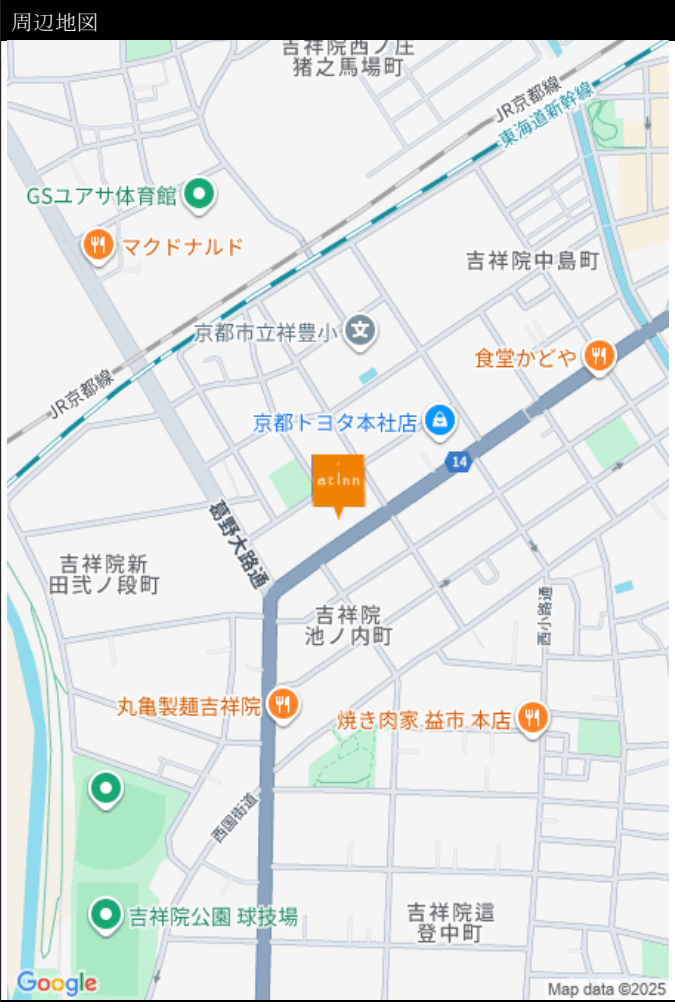 周辺地図
吉祥院西ノ庄
猪之馬場町
JR京都線
東海道新幹線
GSユアサ体育館
マクドナルド
吉祥院中島町
京都市立祥豊小
文
食堂かどや
JR京都線
京都トヨタ本社店
14
atinn
葛野大路通
吉祥院新
田弐ノ段町
西小路通
吉祥院
池ノ内町
丸亀製麺吉祥院
焼き肉家 益市 本店
西国街道
吉祥院公園 球技場
吉祥院這
登中町
Google
Map data ©2025